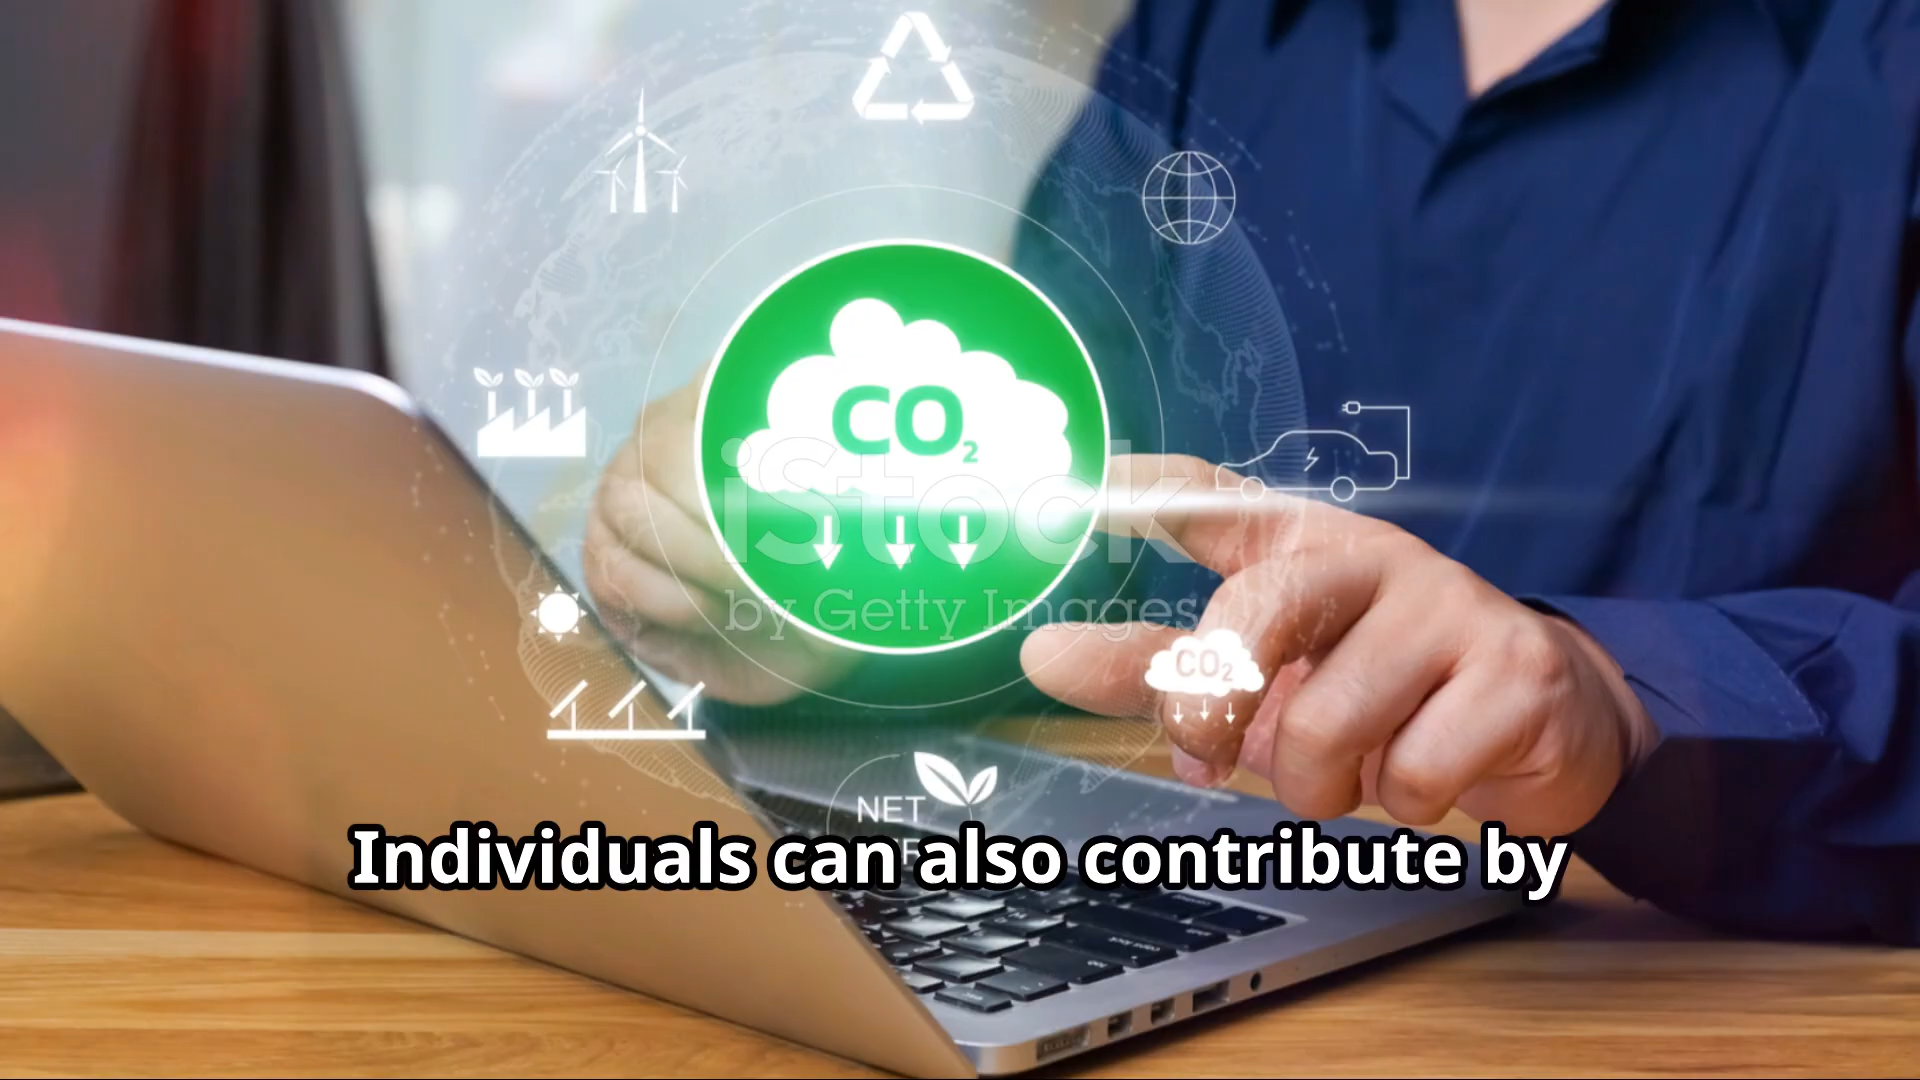 CO₂
iStock
by Getty Images
CO₂
NET
Individuals can also contribute by